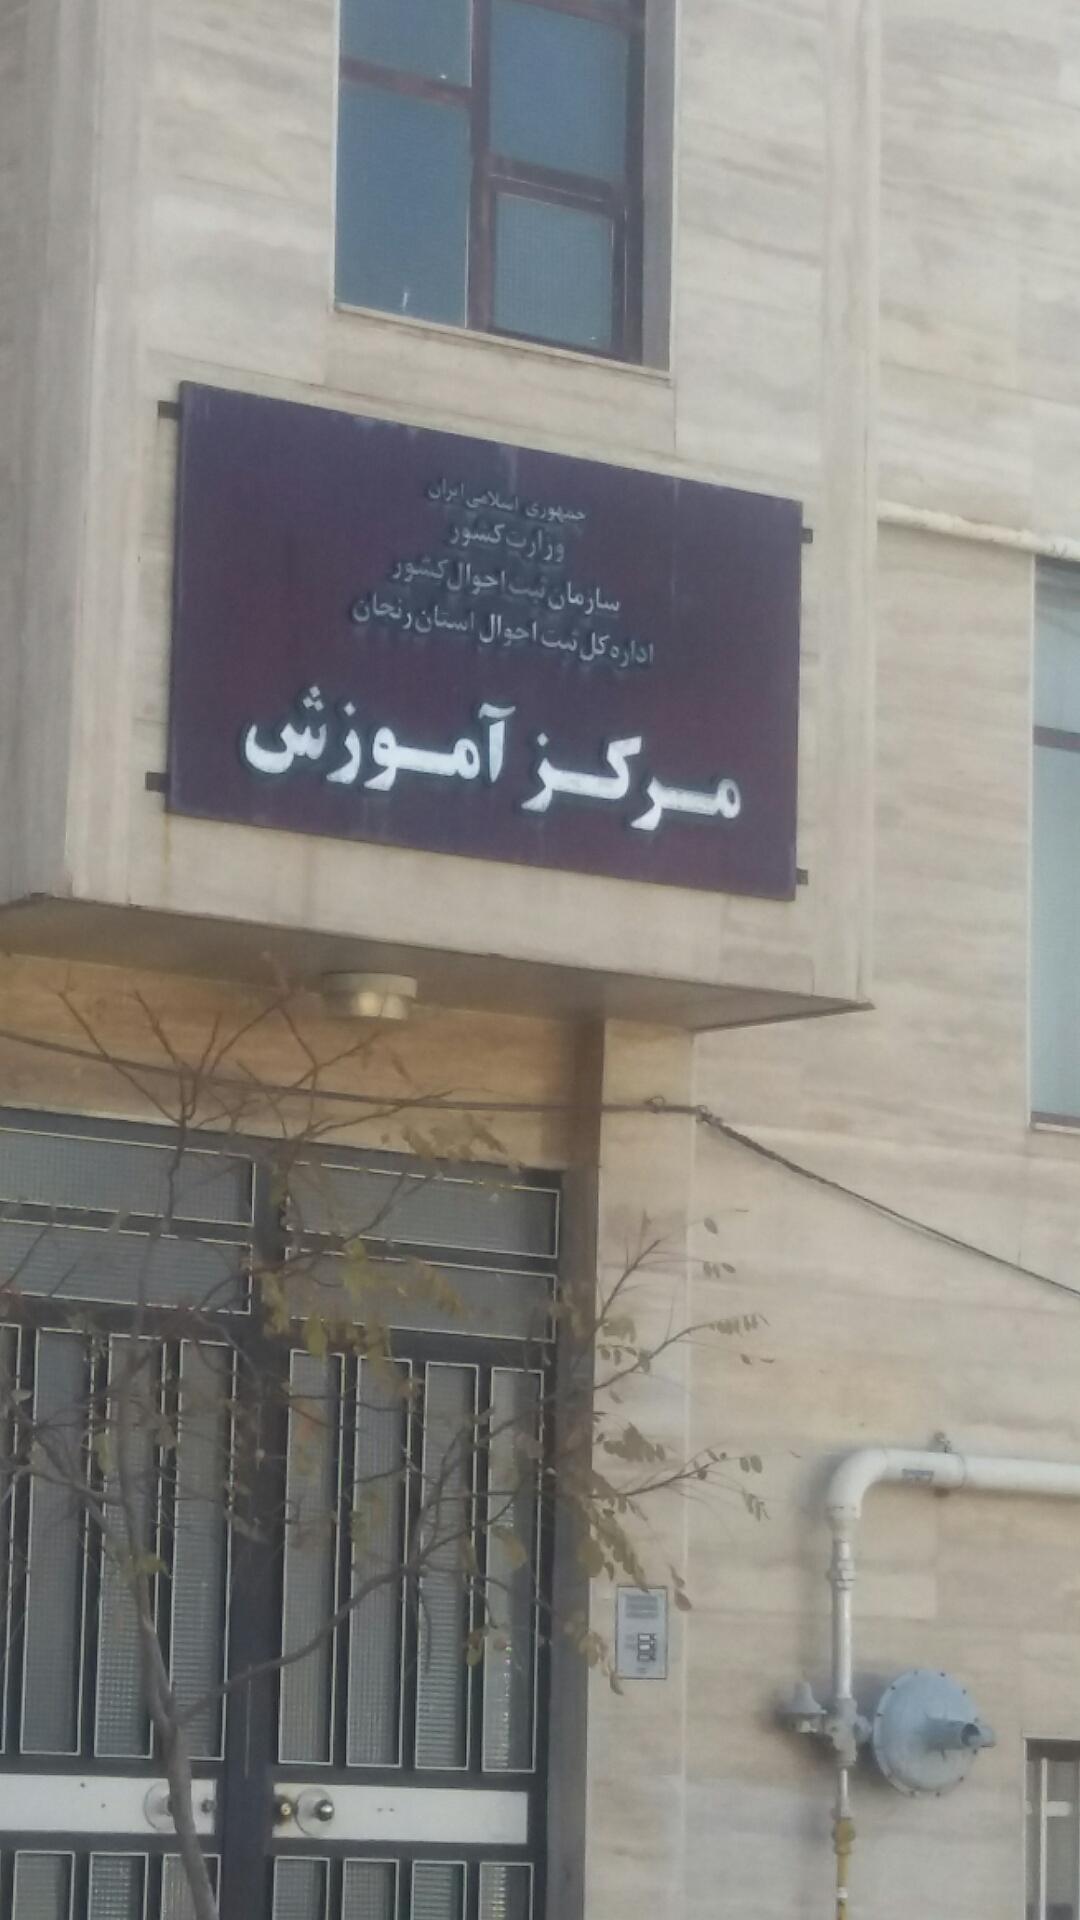 جمهوری اسلامی ایران
وزارت کشور
سازمان ثبت احوال کشور
اداره کل ثبت احوال استان زنجان
مرکز آموزش